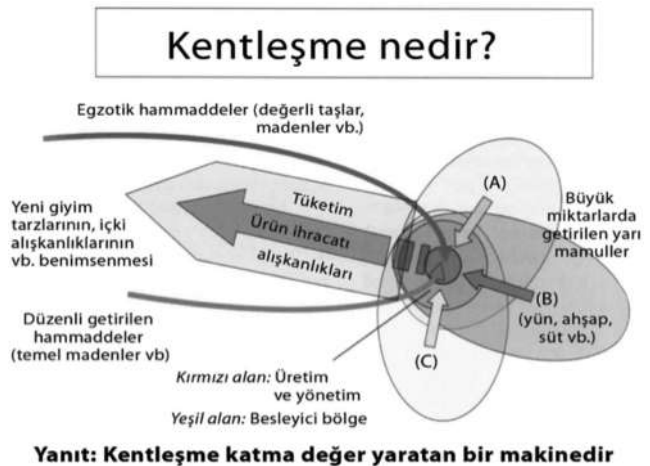 Kentleşme nedir?
Egzotik hammaddeler (değerli taşlar,
madenler vb.)
Yeni giyim
tarzlarının, içki
alışkanlıklarının
vb. benimsenmesi
Tüketim
Ürün ihracatı
alışkanlıkları
(A)
Büyük
miktarlarda
getirilen yarı
mamuller
(B)
(yün, ahşap,
süt vb.)
(C)
Düzenli getirilen
hammaddeler
(temel madenler vb)
Kırmızı alan: Üretim
ve yönetim
Yeşil alan: Besleyici bölge
Yanıt: Kentleşme katma değer yaratan bir makinedir